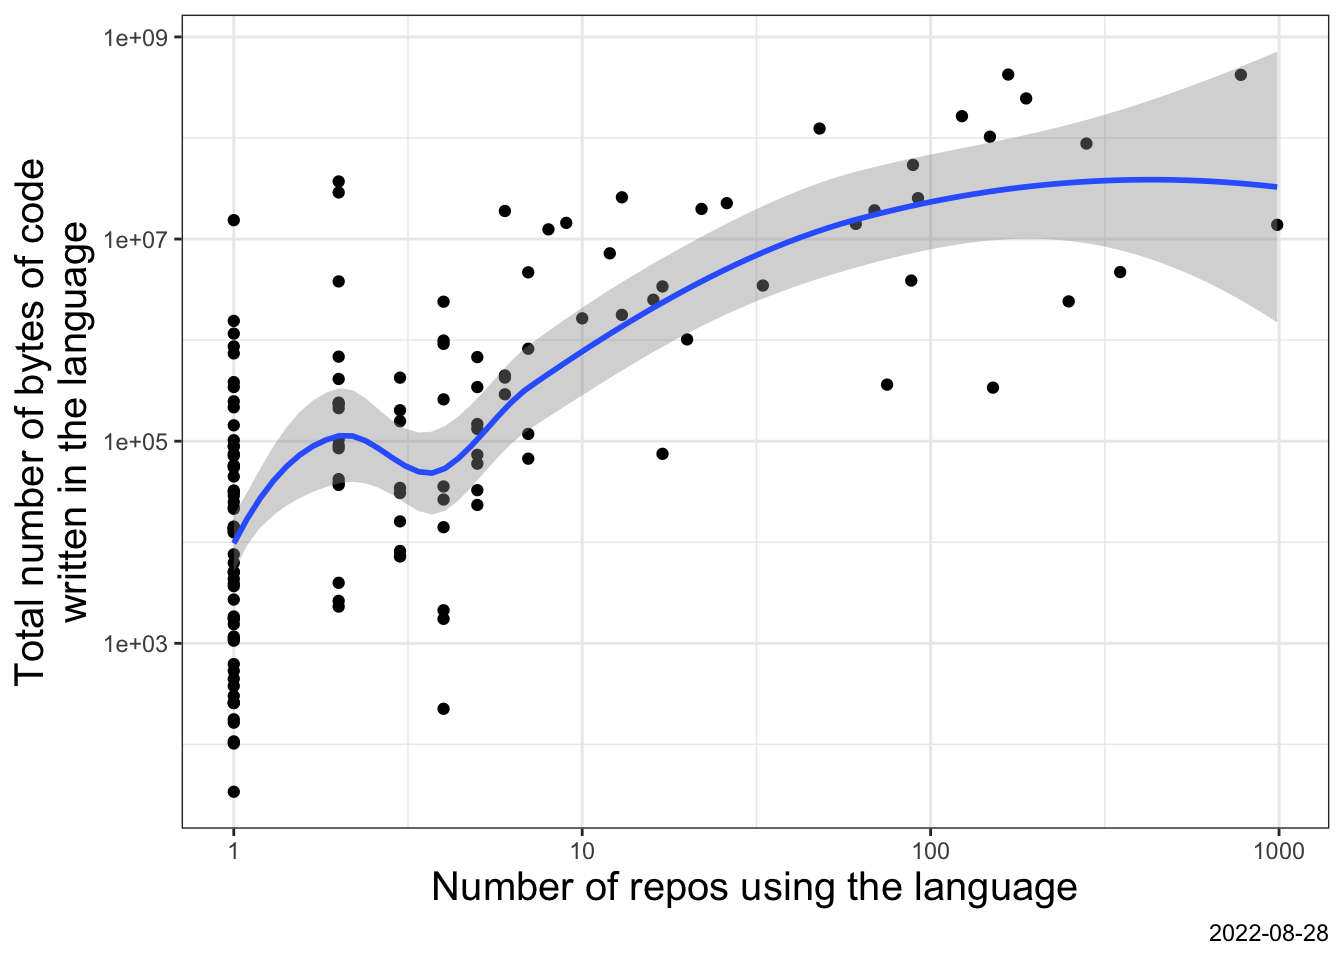 Total number of bytes of code
written in the language
1e+09
1e+07
1e+05
1e+03
1
10
100
1000
Number of repos using the language
2022-08-28